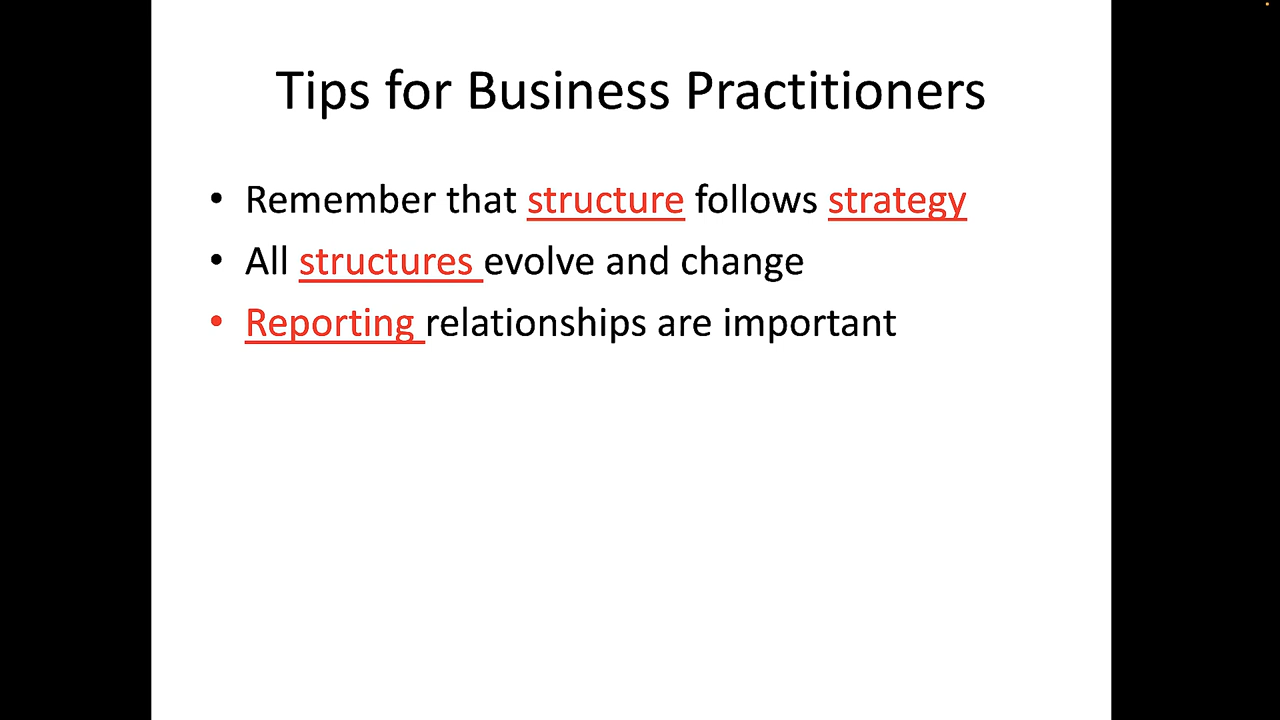 Tips for Business Practitioners
• Remember that structure follows strategy
• All structures evolve and change
• Reporting relationships are important